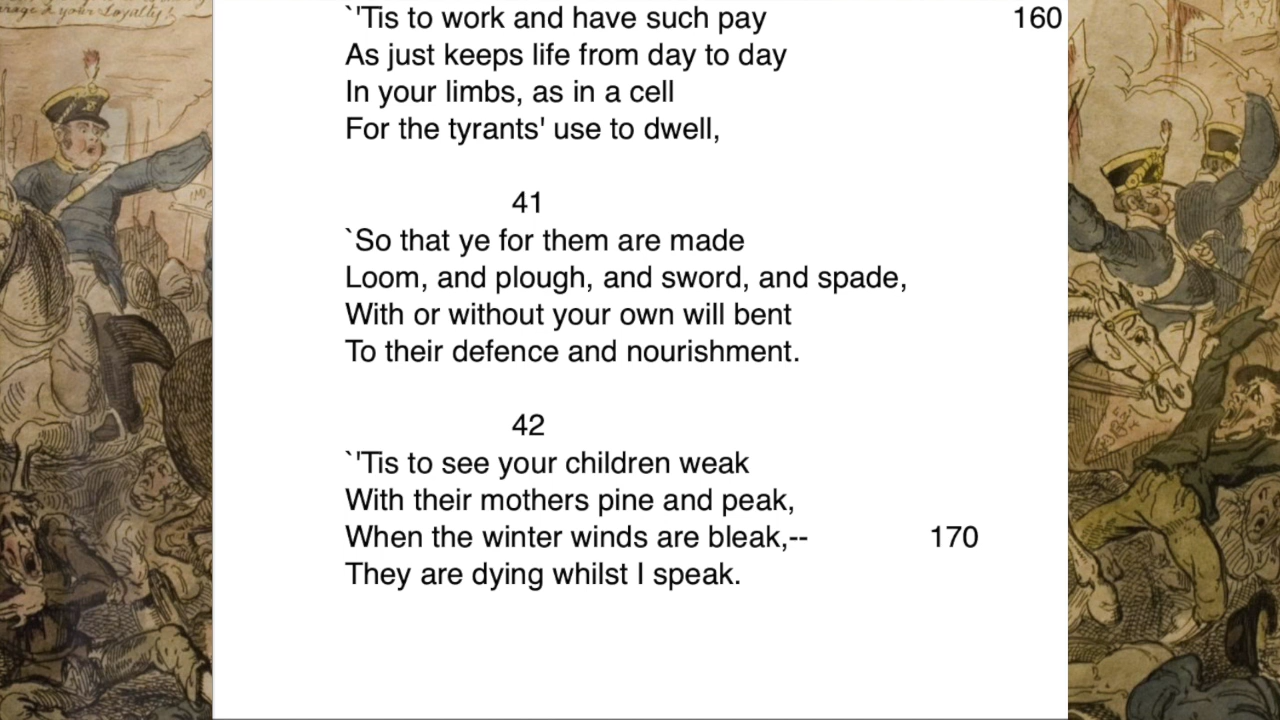 rage & your Loyalty!
`'Tis to work and have such pay 160
As just keeps life from day to day
In your limbs, as in a cell
For the tyrants' use to dwell,
41
`So that ye for them are made
Loom, and plough, and sword, and spade,
With or without your own will bent
To their defence and nourishment.
42
`'Tis to see your children weak
With their mothers pine and peak,
When the winter winds are bleak,-- 170
They are dying whilst I speak.